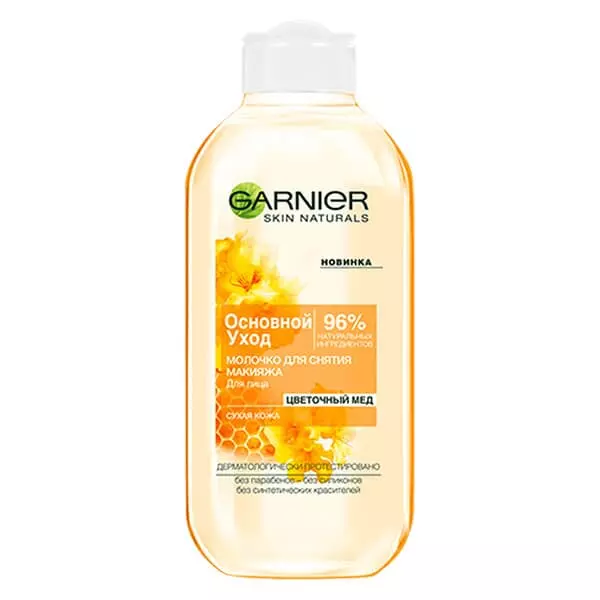 GARNIER
SKIN NATURALS
НОВИНКА
Основной
Уход
96%
НАТУРАЛЬНЫХ
ИНГРЕДИЕНТОВ
МОЛОЧКО ДЛЯ СНЯТИЯ
МАКИЯЖА
Для лица
ЦВЕТОЧНЫЙ МЕД
СУХАЯ КОЖА
ДЕРМАТОЛОГИЧЕСКИ ПРОТЕСТИРОВАНО
без парабенов – без силиконов
без синтетических красителей